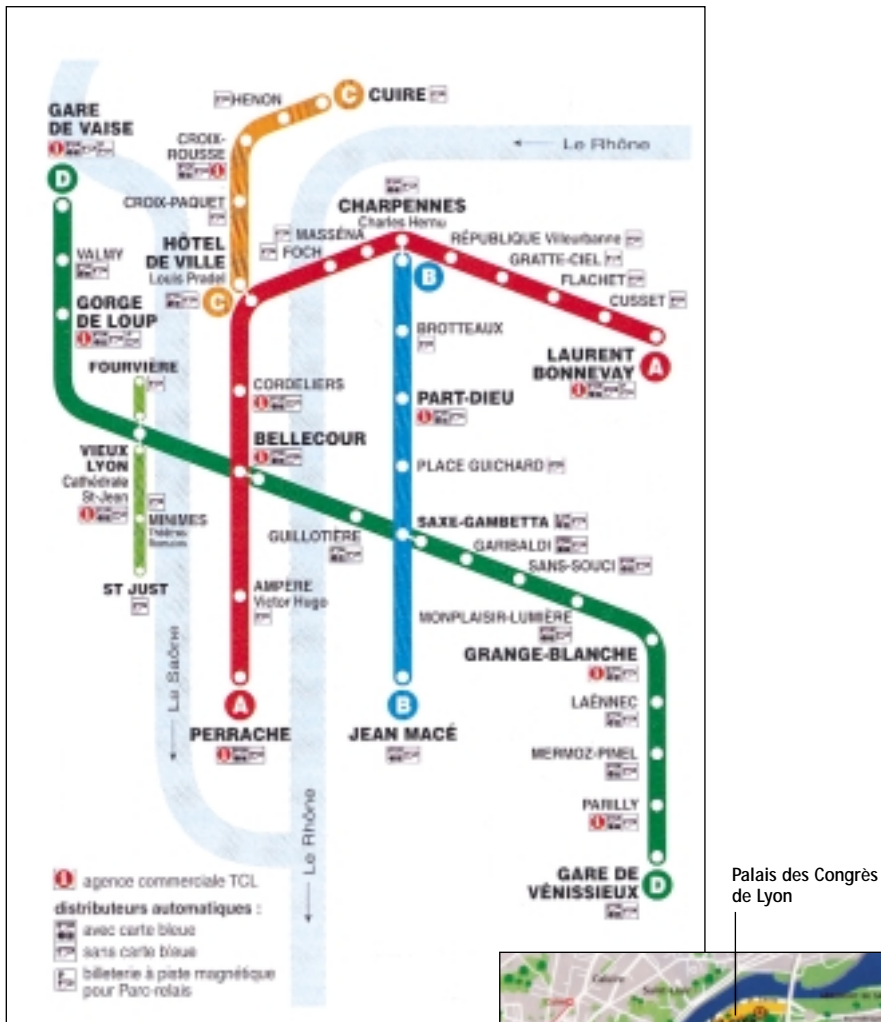 HENON
C CUIRE
GARE
DE VAISE
D
CROIX-
ROUSSE
Le Rhône
CROIX-PAQUET
CHARPENNES
Charles Hernu
MASSÉNA
FOCH
RÉPUBLIQUE Villeurbanne
GRATTE-CIEL
FLACHET
CUSSET
VALMY
HÔTEL
DE VILLE
Louis Pradel
C
B
GORGE
DE LOUP
BROTTEAUX
LAURENT
BONNEVAY
A
FOURVIÈRE
CORDELIERS
PART-DIEU
BELLECOUR
VIEUX
LYON
Cathédrale
St-Jean
PLACE GUICHARD
MINIMES
Théâtres
Romains
GUILLOTIÈRE
SAXE-GAMBETTA
GARIBALDI
SANS-SOUCI
ST JUST
AMPÈRE
Victor Hugo
MONPLAISIR-LUMIÈRE
GRANGE-BLANCHE
La Saône
A
PERRACHE
B
JEAN MACÉ
LAËNNEC
MERMOZ-PINEL
PARILLY
Le Rhône
GARE DE
VÉNISSIEUX
D
agence commerciale TCL
distributeurs automatiques :
avec carte bleue
sans carte bleue
billeterie à piste magnétique
pour Parc-relais
Palais des Congrès
de Lyon